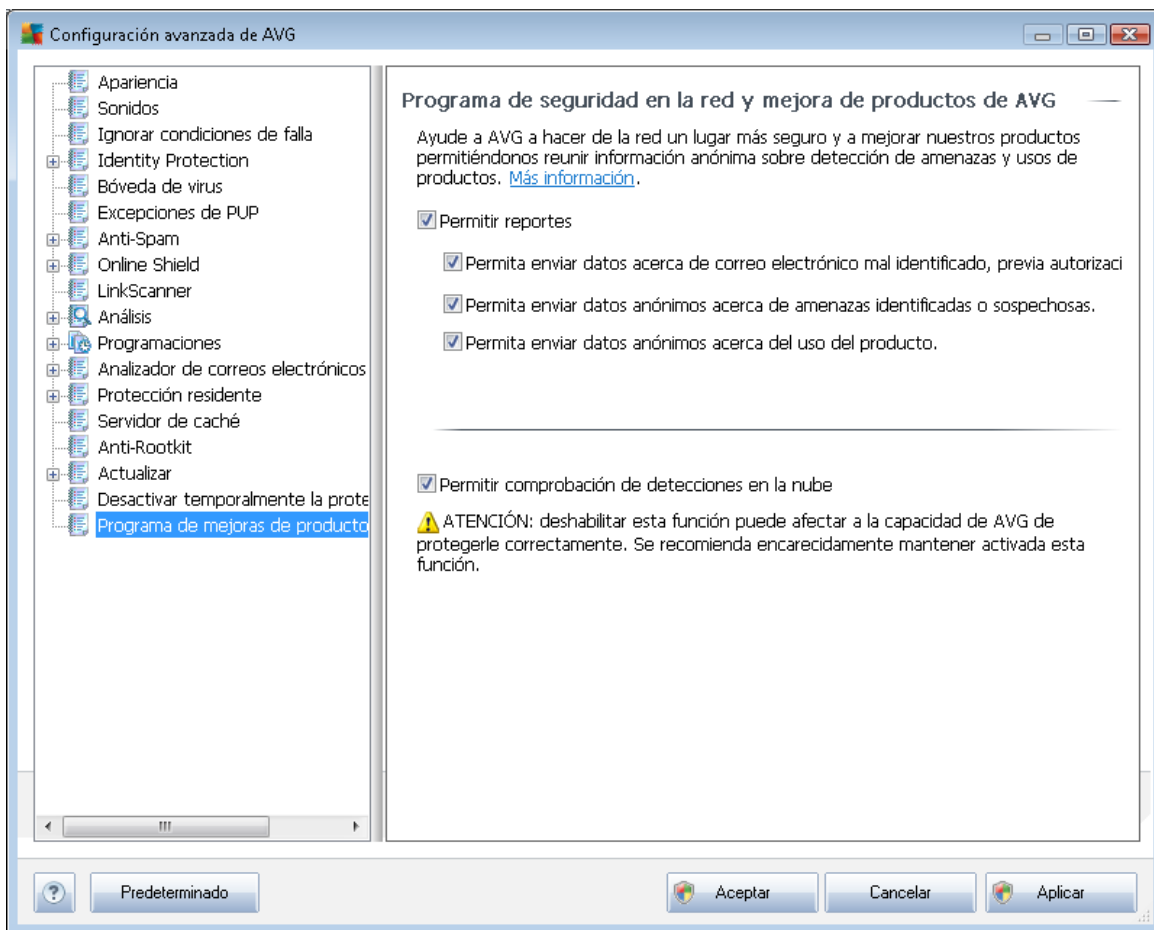 Configuración avanzada de AVG
Apariencia
Sonidos
Ignorar condiciones de falla
Identity Protection
Bóveda de virus
Excepciones de PUP
Anti-Spam
Online Shield
LinkScanner
Análisis
Programaciones
Analizador de correos electrónicos
Protección residente
Servidor de caché
Anti-Rootkit
Actualizar
Desactivar temporalmente la prote
Programa de mejoras de producto
Programa de seguridad en la red y mejora de productos de AVG
Ayude a AVG a hacer de la red un lugar más seguro y a mejorar nuestros productos
permitiéndonos reunir información anónima sobre detección de amenazas y usos de
productos. Más información.
Permitir reportes
Permita enviar datos acerca de correo electrónico mal identificado, previa autorizaci
Permita enviar datos anónimos acerca de amenazas identificadas o sospechosas.
Permita enviar datos anónimos acerca del uso del producto.
Permitir comprobación de detecciones en la nube
ATENCIÓN: deshabilitar esta función puede afectar a la capacidad de AVG de
protegerle correctamente. Se recomienda encarecidamente mantener activada esta
función.
?
Predeterminado
Aceptar
Cancelar
Aplicar